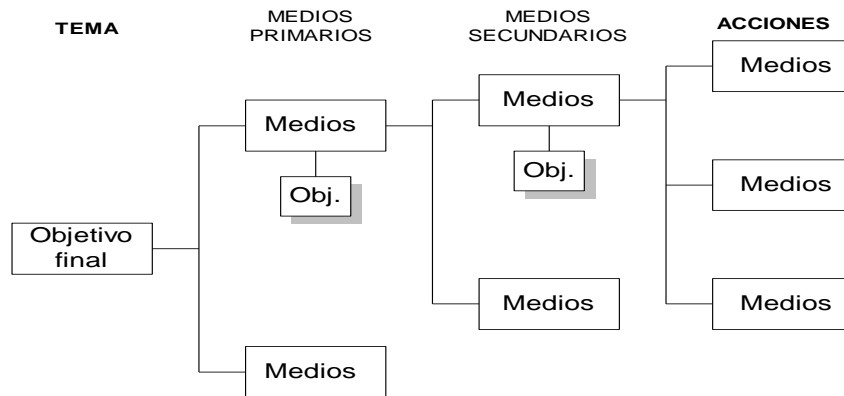 TEMA
MEDIOS
PRIMARIOS
MEDIOS
SECUNDARIOS
ACCIONES
Medios
Medios
Medios
Obj.
Obj.
Medios
Objetivo
final
Medios
Medios
Medios